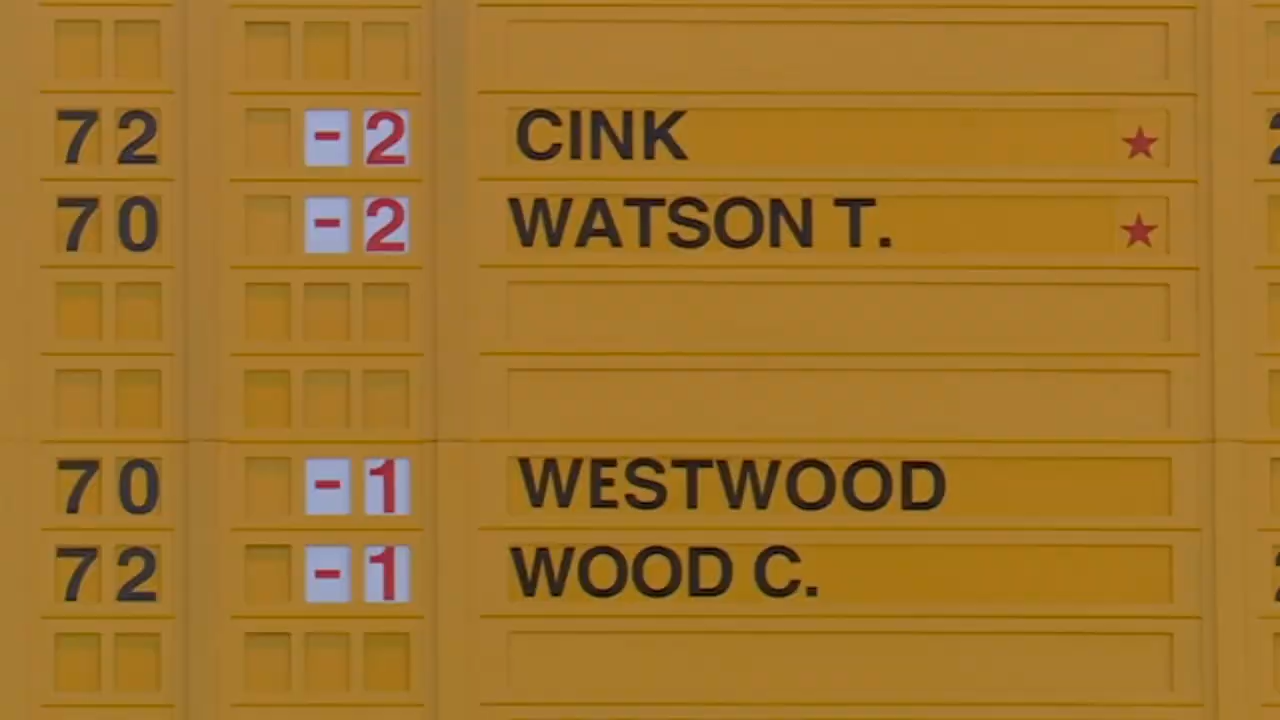 72 -2 CINK ★
70 -2 WATSON T. ★
70 -1 WESTWOOD
72 -1 WOOD C.